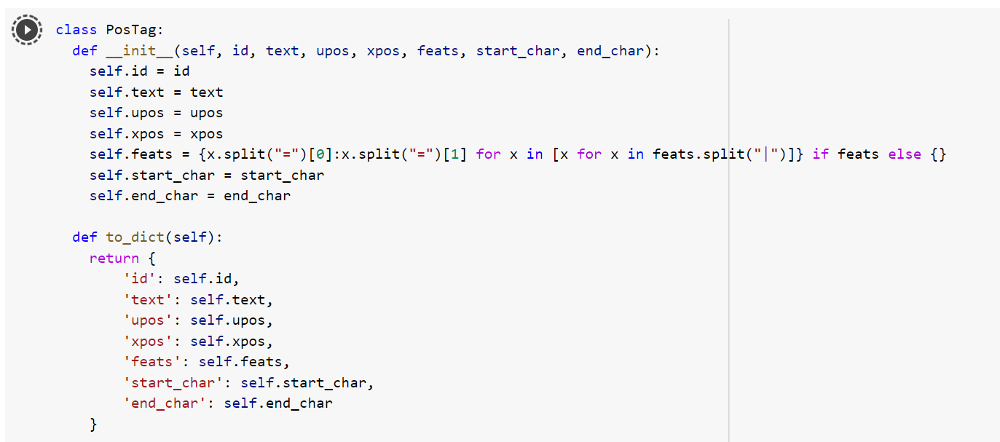 class PosTag:
  def __init__(self, id, text, upos, xpos, feats, start_char, end_char):
    self.id = id
    self.text = text
    self.upos = upos
    self.xpos = xpos
    self.feats = {x.split("=")[0]:x.split("=")[1] for x in [x for x in feats.split("|")]} if feats else {}
    self.start_char = start_char
    self.end_char = end_char

  def to_dict(self):
    return {
        'id': self.id,
        'text': self.text,
        'upos': self.upos,
        'xpos': self.xpos,
        'feats': self.feats,
        'start_char': self.start_char,
        'end_char': self.end_char
    }